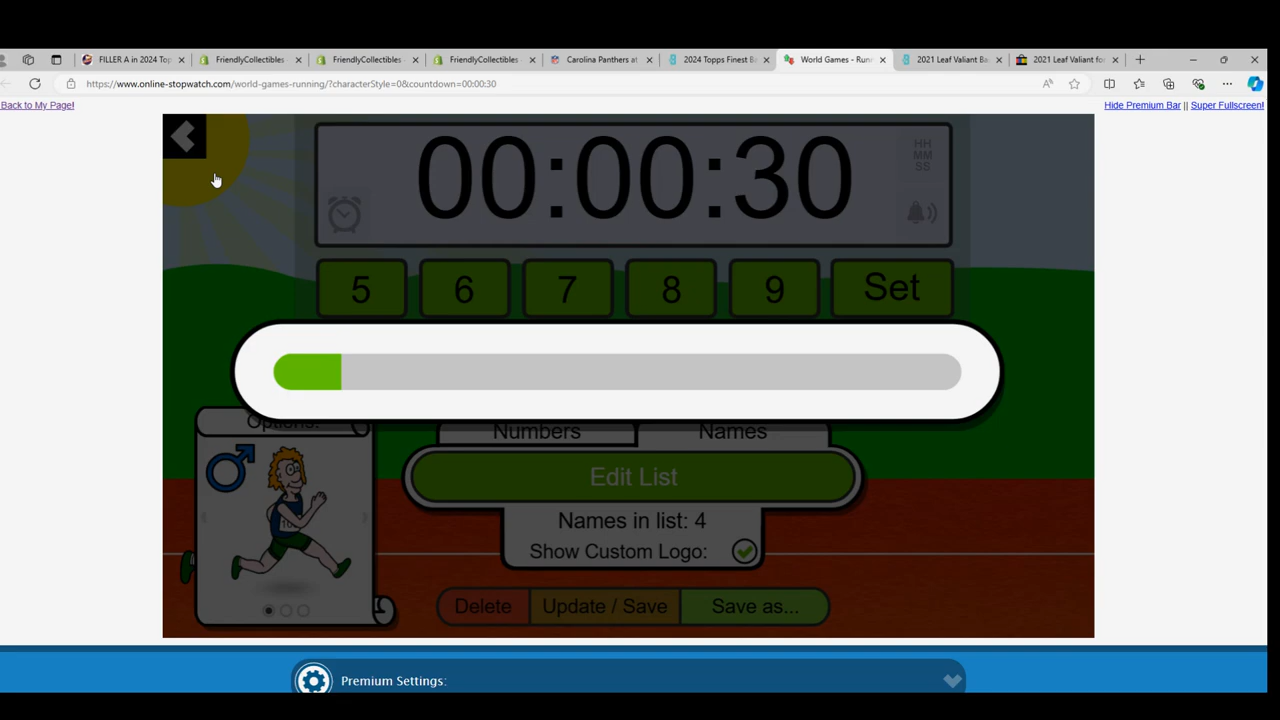 FILLER A in 2024 To
FriendlyCollectibles
FriendlyCollectibles
FriendlyCollectibles
Carolina Panthers at
2024 Topps Finest B
World Games - Run
2021 Leaf Valiant Ba
2021 Leaf Valiant for
https://www.online-stopwatch.com/world-games-running/?characterStyle=0&countdown=00:00:30
Back to My Page!
Hide Premium Bar || Super Fullscreen!
00:00:30
HH
MM
SS
5 6 7 8 9 Set
Options:
Numbers Names
Edit List
Names in list: 4
Show Custom Logo:
Delete Update / Save Save as...
Premium Settings: